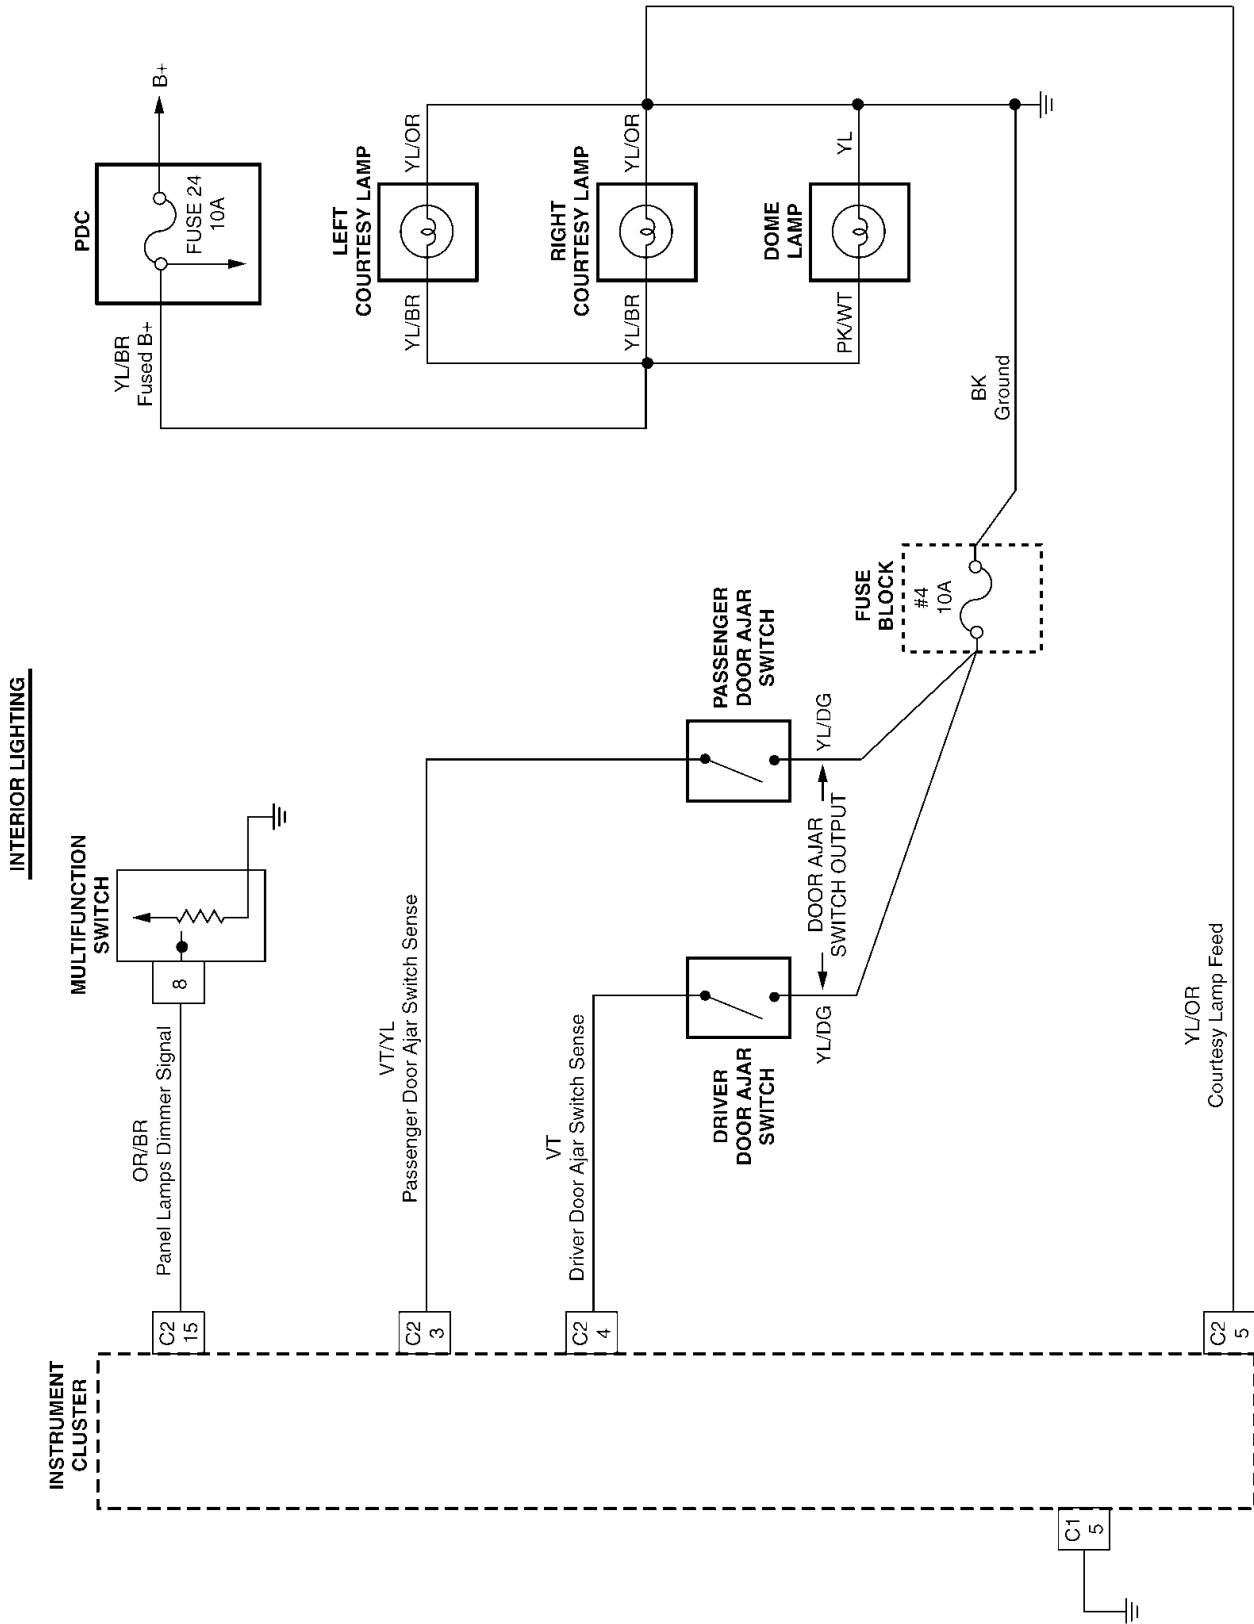 INTERIOR LIGHTING
INSTRUMENT
CLUSTER
C2
15
OR/BR
Panel Lamps Dimmer Signal
MULTIFUNCTION
SWITCH
8
PDC
YL/BR
Fused B+
FUSE 24
10A
B+
C2
3
VT/YL
Passenger Door Ajar Switch Sense
C2
4
VT
Driver Door Ajar Switch Sense
DRIVER
DOOR AJAR
SWITCH
YL/DG
DOOR AJAR
SWITCH OUTPUT
PASSENGER
DOOR AJAR
SWITCH
YL/DG
FUSE
BLOCK
#4
10A
BK
Ground
LEFT
COURTESY LAMP
YL/BR
YL/OR
RIGHT
COURTESY LAMP
YL/BR
YL/OR
DOME
LAMP
PK/WT
YL
C1
5
C2
5
YL/OR
Courtesy Lamp Feed